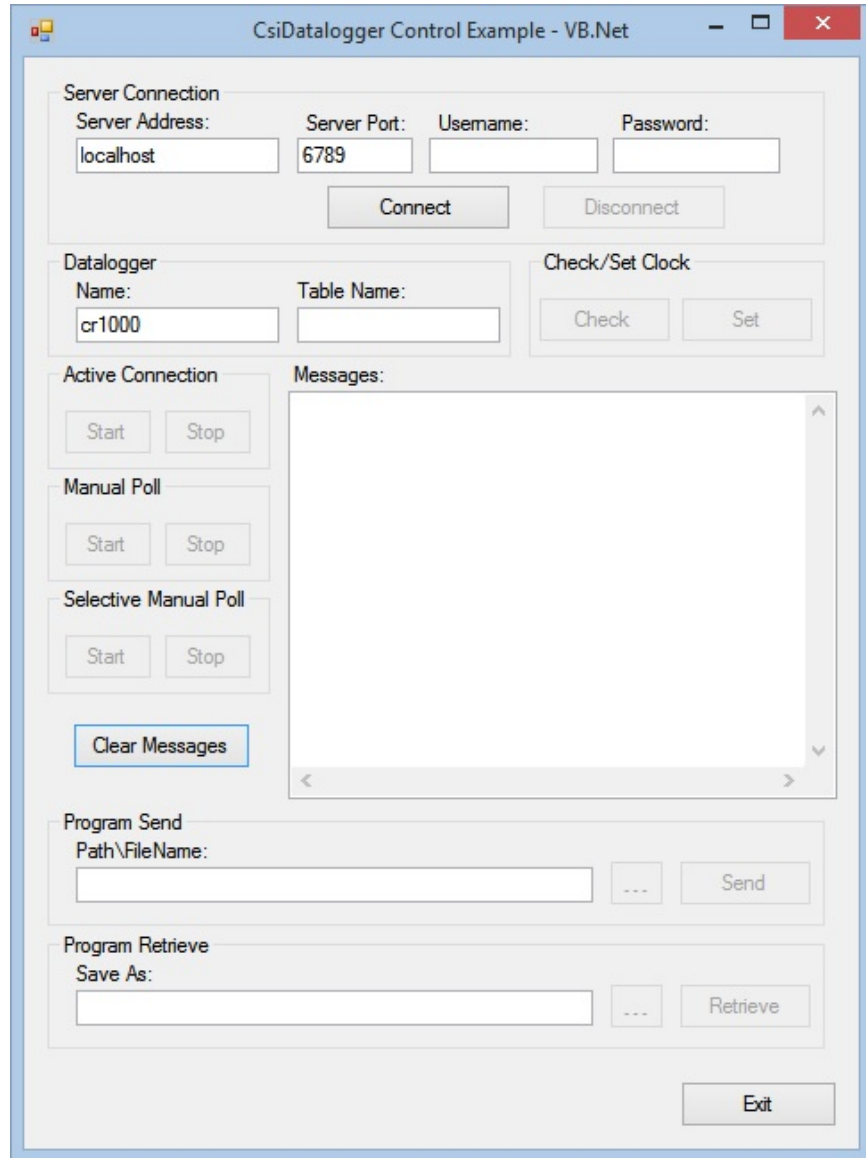 CsiDatalogger Control Example - VB.Net
Server Connection
Server Address: Server Port: Username: Password:
localhost 6789
Connect Disconnect
Datalogger Check/Set Clock
Name: Table Name:
cr1000 Check Set
Active Connection Messages:
Start Stop
Manual Poll
Start Stop
Selective Manual Poll
Start Stop
Clear Messages
Program Send
Path\FileName:
... Send
Program Retrieve
Save As:
... Retrieve
Exit